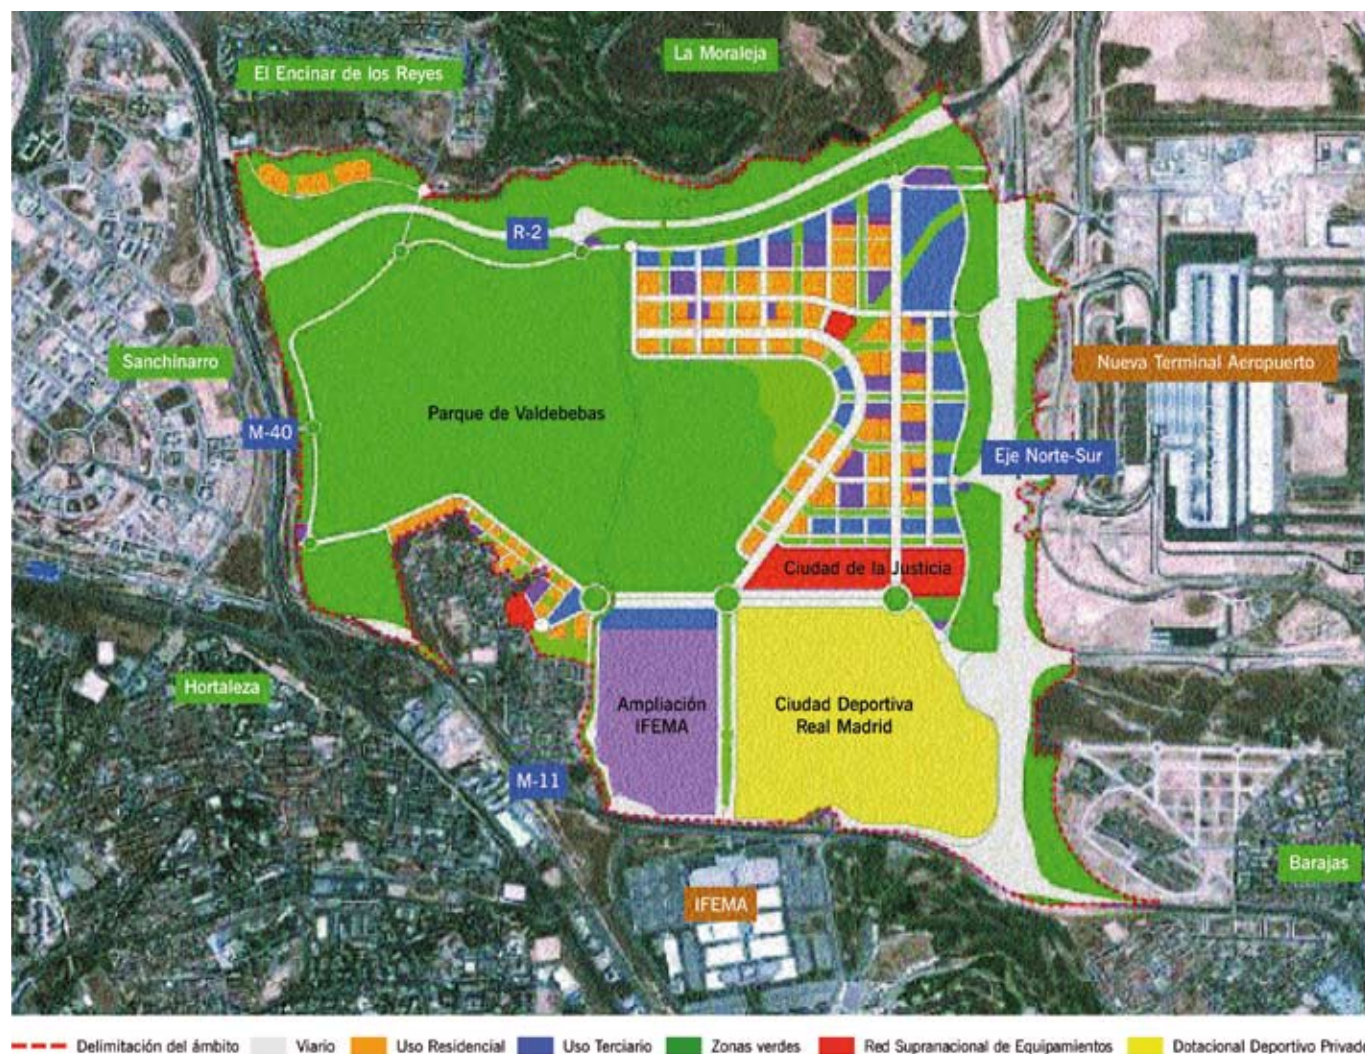 La Moraleja
El Encinar de los Reyes
R-2
Sanchinarro
Nueva Terminal Aeropuerto
Parque de Valdebebas
M-40
Eje Norte-Sur
Ciudad de la Justicia
Hortaleza
Ampliación
IFEMA
Ciudad Deportiva
Real Madrid
M-11
Barajas
IFEMA
Delimitación del ámbito Viario Uso Residencial Uso Terciario Zonas verdes Red Supranacional de Equipamientos Dotacional Deportivo Privad